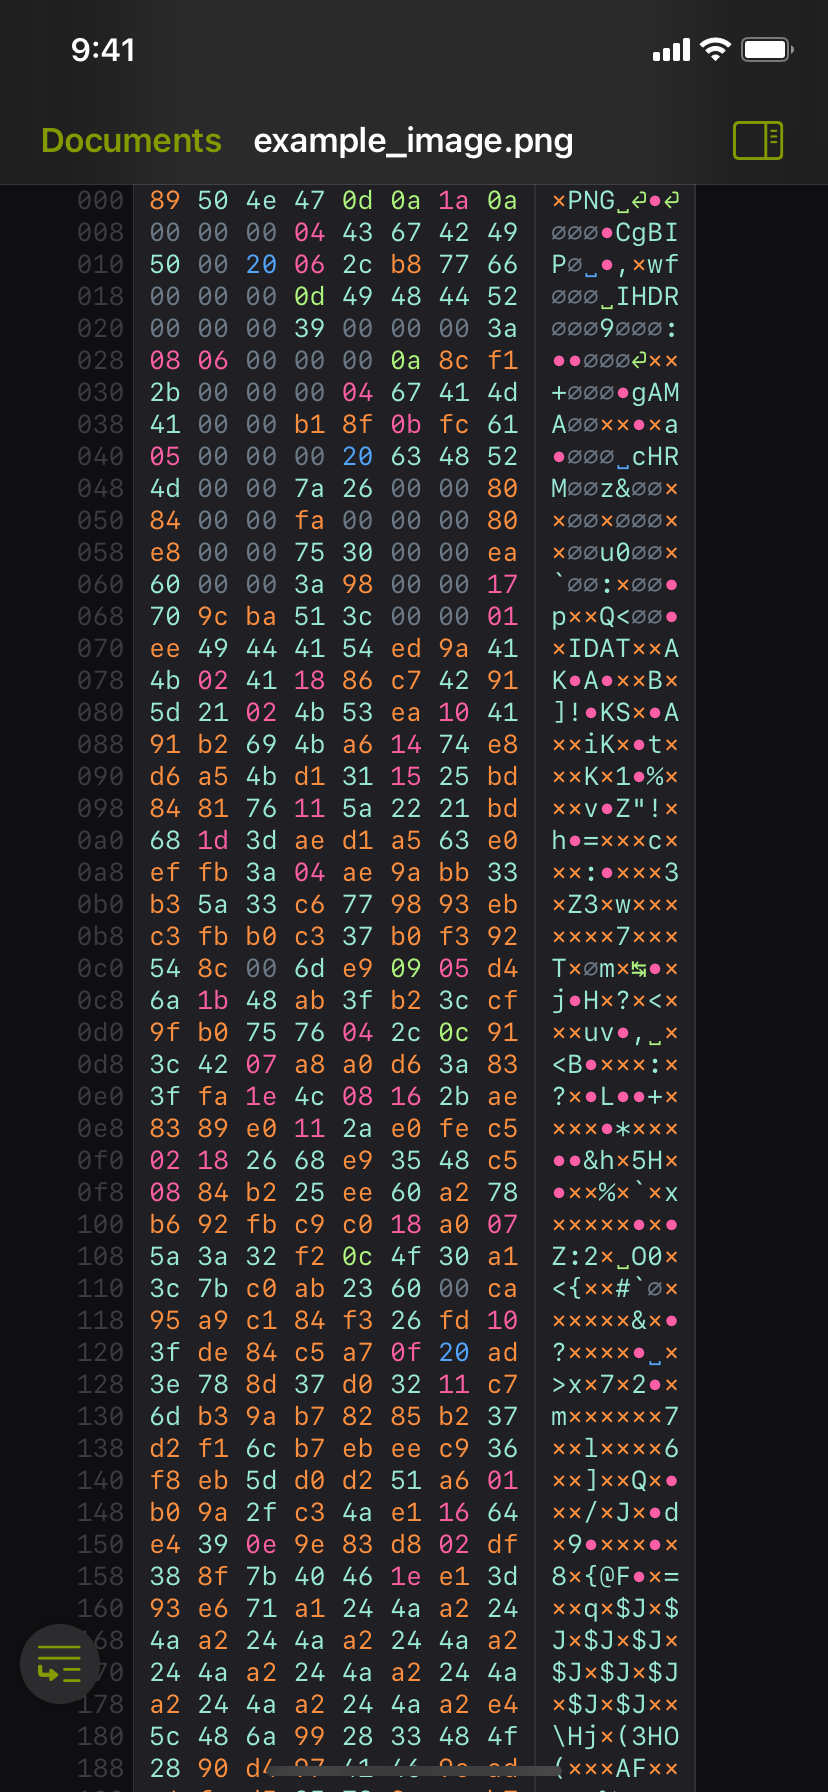 9:41
Documents example_image.png
000 89 50 4e 47 0d 0a 1a 0a ×PNG␣⏎•⏎
008 00 00 00 04 43 67 42 49 ∅∅∅•CgBI
010 50 00 20 06 2c b8 77 66 P∅␣•,×wf
018 00 00 00 0d 49 48 44 52 ∅∅∅␣IHDR
020 00 00 00 39 00 00 00 3a ∅∅∅9∅∅∅:
028 08 06 00 00 00 0a 8c f1 ••∅∅∅⏎××
030 2b 00 00 00 04 67 41 4d +∅∅∅•gAM
038 41 00 00 b1 8f 0b fc 61 A∅∅××•×a
040 05 00 00 00 20 63 48 52 •∅∅∅␣cHR
048 4d 00 00 7a 26 00 00 80 M∅∅z&∅∅×
050 84 00 00 fa 00 00 00 80 ×∅∅×∅∅∅×
058 e8 00 00 75 30 00 00 ea ×∅∅u0∅∅×
060 60 00 00 3a 98 00 00 17 `∅∅:×∅∅•
068 70 9c ba 51 3c 00 00 01 p××Q<∅∅•
070 ee 49 44 41 54 ed 9a 41 ×IDAT××A
078 4b 02 41 18 86 c7 42 91 K•A•××B×
080 5d 21 02 4b 53 ea 10 41 ]!•KS×•A
088 91 b2 69 4b a6 14 74 e8 ××iK×•t×
090 d6 a5 4b d1 31 15 25 bd ××K×1•%×
098 84 81 76 11 5a 22 21 bd ××v•Z"!×
0a0 68 1d 3d ae d1 a5 63 e0 h•=×××c×
0a8 ef fb 3a 04 ae 9a bb 33 ××:•×××3
0b0 b3 5a 33 c6 77 98 93 eb ×Z3×w×××
0b8 c3 fb b0 c3 37 b0 f3 92 ××××7×××
0c0 54 8c 00 6d e9 09 05 d4 T×∅m×↹•×
0c8 6a 1b 48 ab 3f b2 3c cf j•H×?×<×
0d0 9f b0 75 76 04 2c 0c 91 ××uv•,␣×
0d8 3c 42 07 a8 a0 d6 3a 83 <B•×××:×
0e0 3f fa 1e 4c 08 16 2b ae ?×•L••+×
0e8 83 89 e0 11 2a e0 fe c5 ×××•*×××
0f0 02 18 26 68 e9 35 48 c5 ••&h×5H×
0f8 08 84 b2 25 ee 60 a2 78 •××%×`×x
100 b6 92 fb c9 c0 18 a0 07 ×××××•×•
108 5a 3a 32 f2 0c 4f 30 a1 Z:2×␣O0×
110 3c 7b c0 ab 23 60 00 ca <{××#`∅×
118 95 a9 c1 84 f3 26 fd 10 ×××××&×•
120 3f de 84 c5 a7 0f 20 ad ?××××•␣×
128 3e 78 8d 37 d0 32 11 c7 >x×7×2•×
130 6d b3 9a b7 82 85 b2 37 m××××××7
138 d2 f1 6c b7 eb ee c9 36 ××l××××6
140 f8 eb 5d d0 d2 51 a6 01 ××]××Q×•
148 b0 9a 2f c3 4a e1 16 64 ××/×J×•d
150 e4 39 0e 9e 83 d8 02 df ×9•×××•×
158 38 8f 7b 40 46 1e e1 3d 8×{@F•×=
160 93 e6 71 a1 24 4a a2 24 ××q×$J×$
168 4a a2 24 4a a2 24 4a a2 J×$J×$J×
70 24 4a a2 24 4a a2 24 4a $J×$J×$J
178 a2 24 4a a2 24 4a a2 e4 ×$J×$J××
180 5c 48 6a 99 28 33 48 4f \Hj×(3HO
188 28 90 (×××AF××